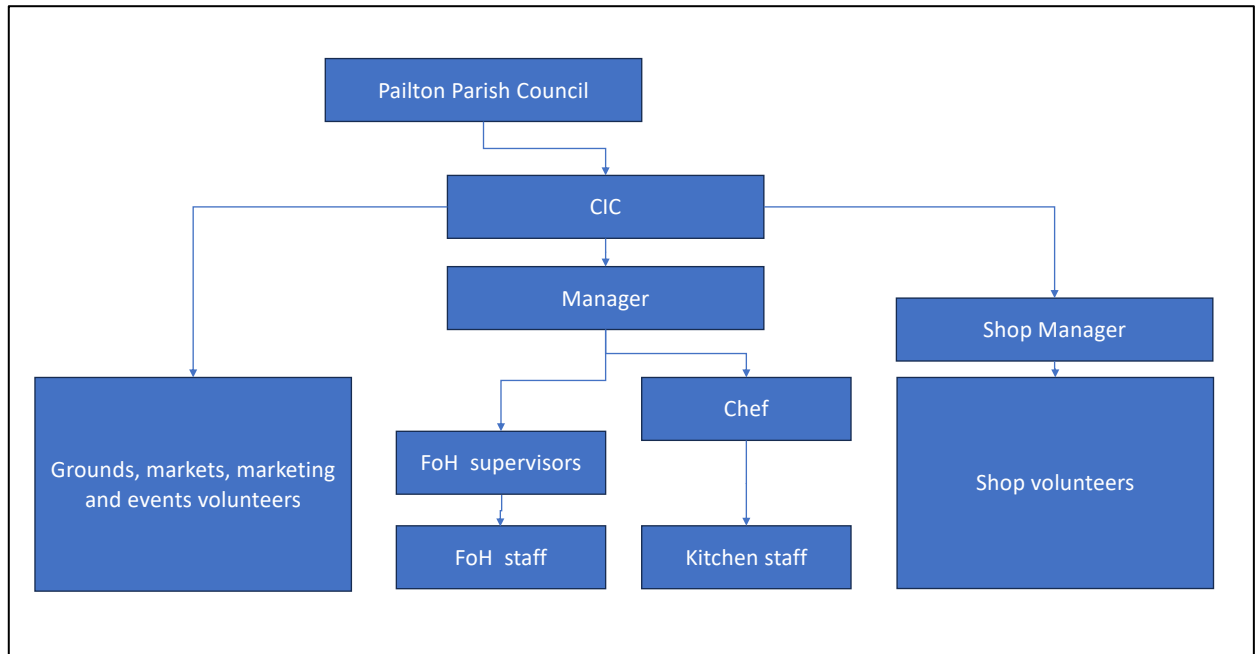 Pailton Parish Council
CIC
Manager
Shop Manager
Chef
Grounds, markets, marketing
and events volunteers
FoH  supervisors
Shop volunteers
FoH  staff
Kitchen staff